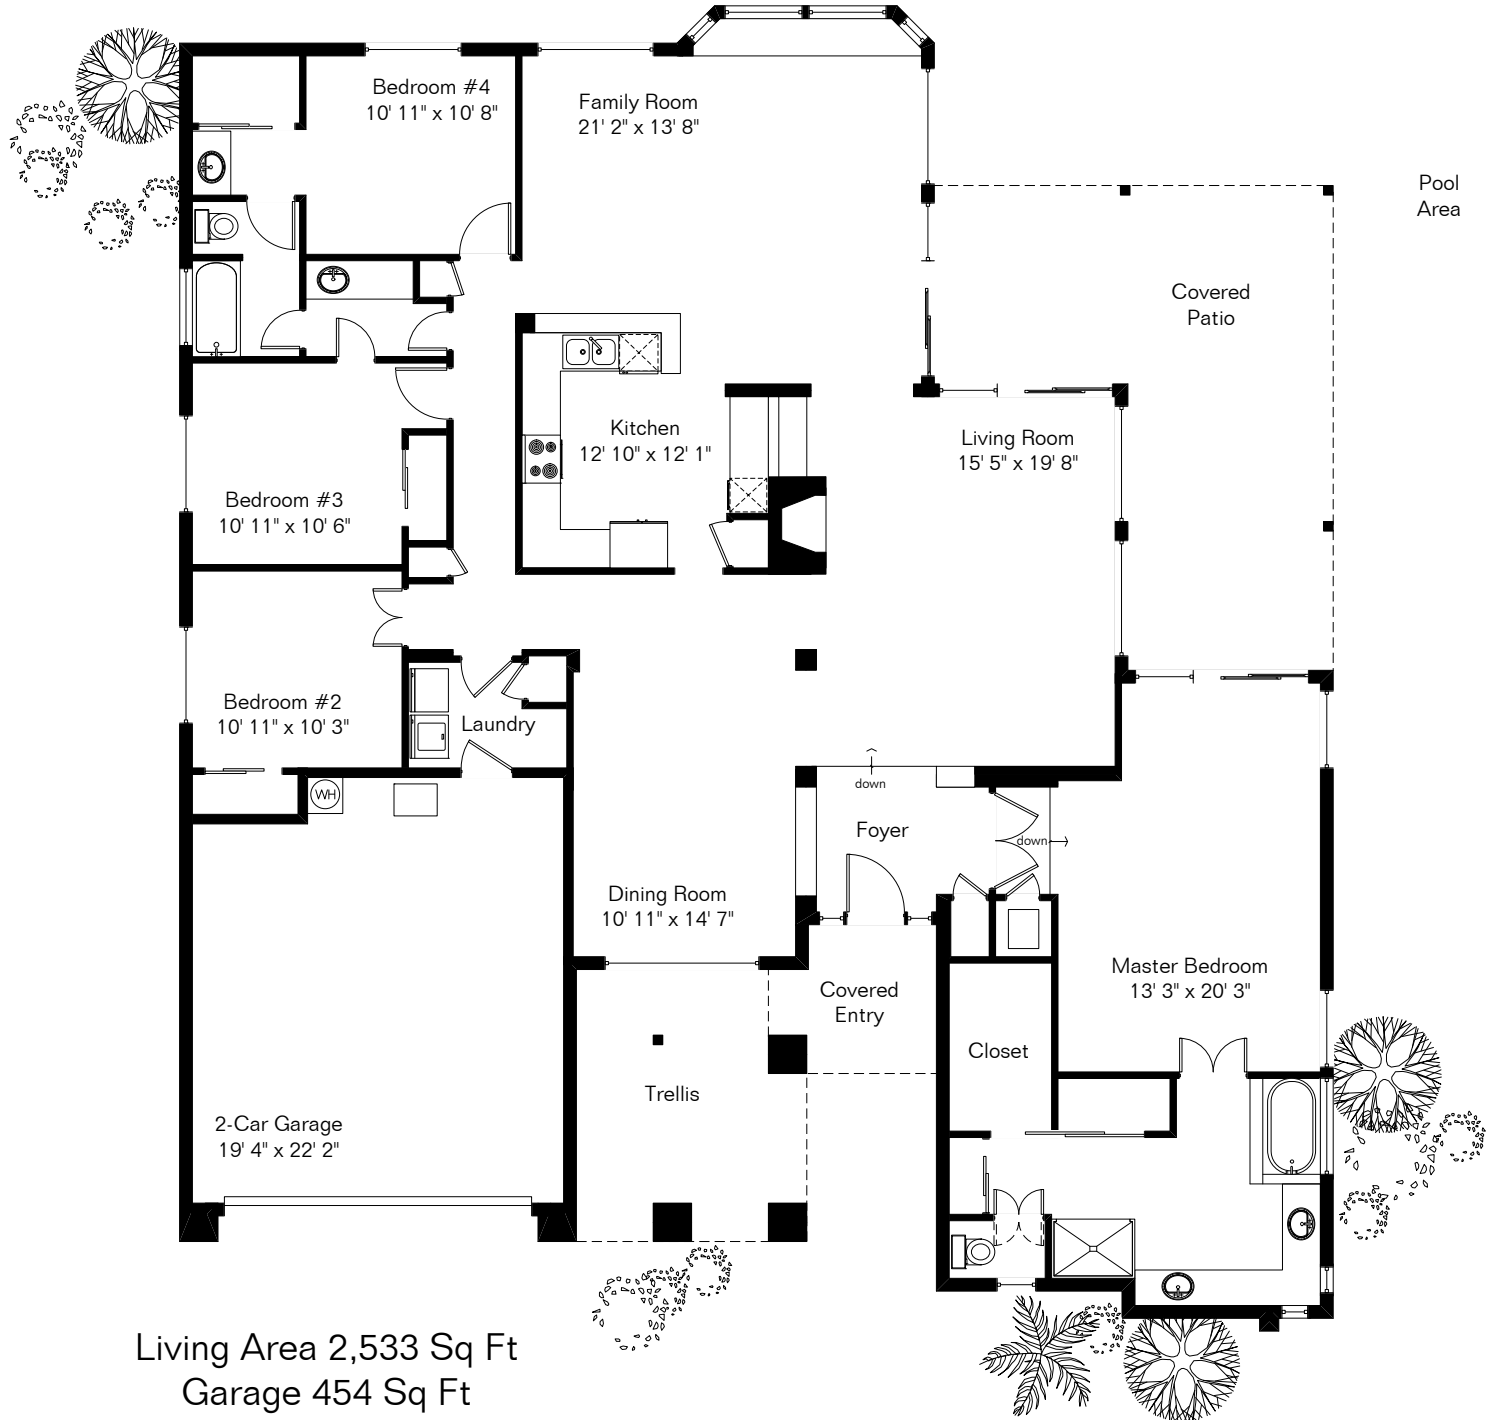 Bedroom #4
10' 11" x 10' 8"
Family Room
21' 2" x 13' 8"
Pool
Area
Covered
Patio
Kitchen
12' 10" x 12' 1"
Living Room
15' 5" x 19' 8"
Bedroom #3
10' 11" x 10' 6"
Bedroom #2
10' 11" x 10' 3"
Laundry
WH
down
Foyer
down
Dining Room
10' 11" x 14' 7"
Master Bedroom
13' 3" x 20' 3"
Covered
Entry
Closet
Trellis
2-Car Garage
19' 4" x 22' 2"
Living Area 2,533 Sq Ft
Garage 454 Sq Ft